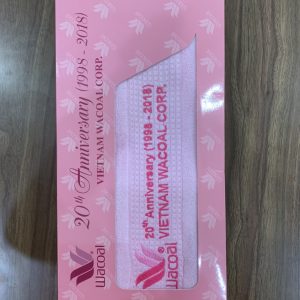 20th Anniversary (1998 - 2018)
VIETNAM WACOAL CORP.
wacoal
20th Anniversary (1998 - 2018)
VIETNAM WACOAL CORP.
wacoal®